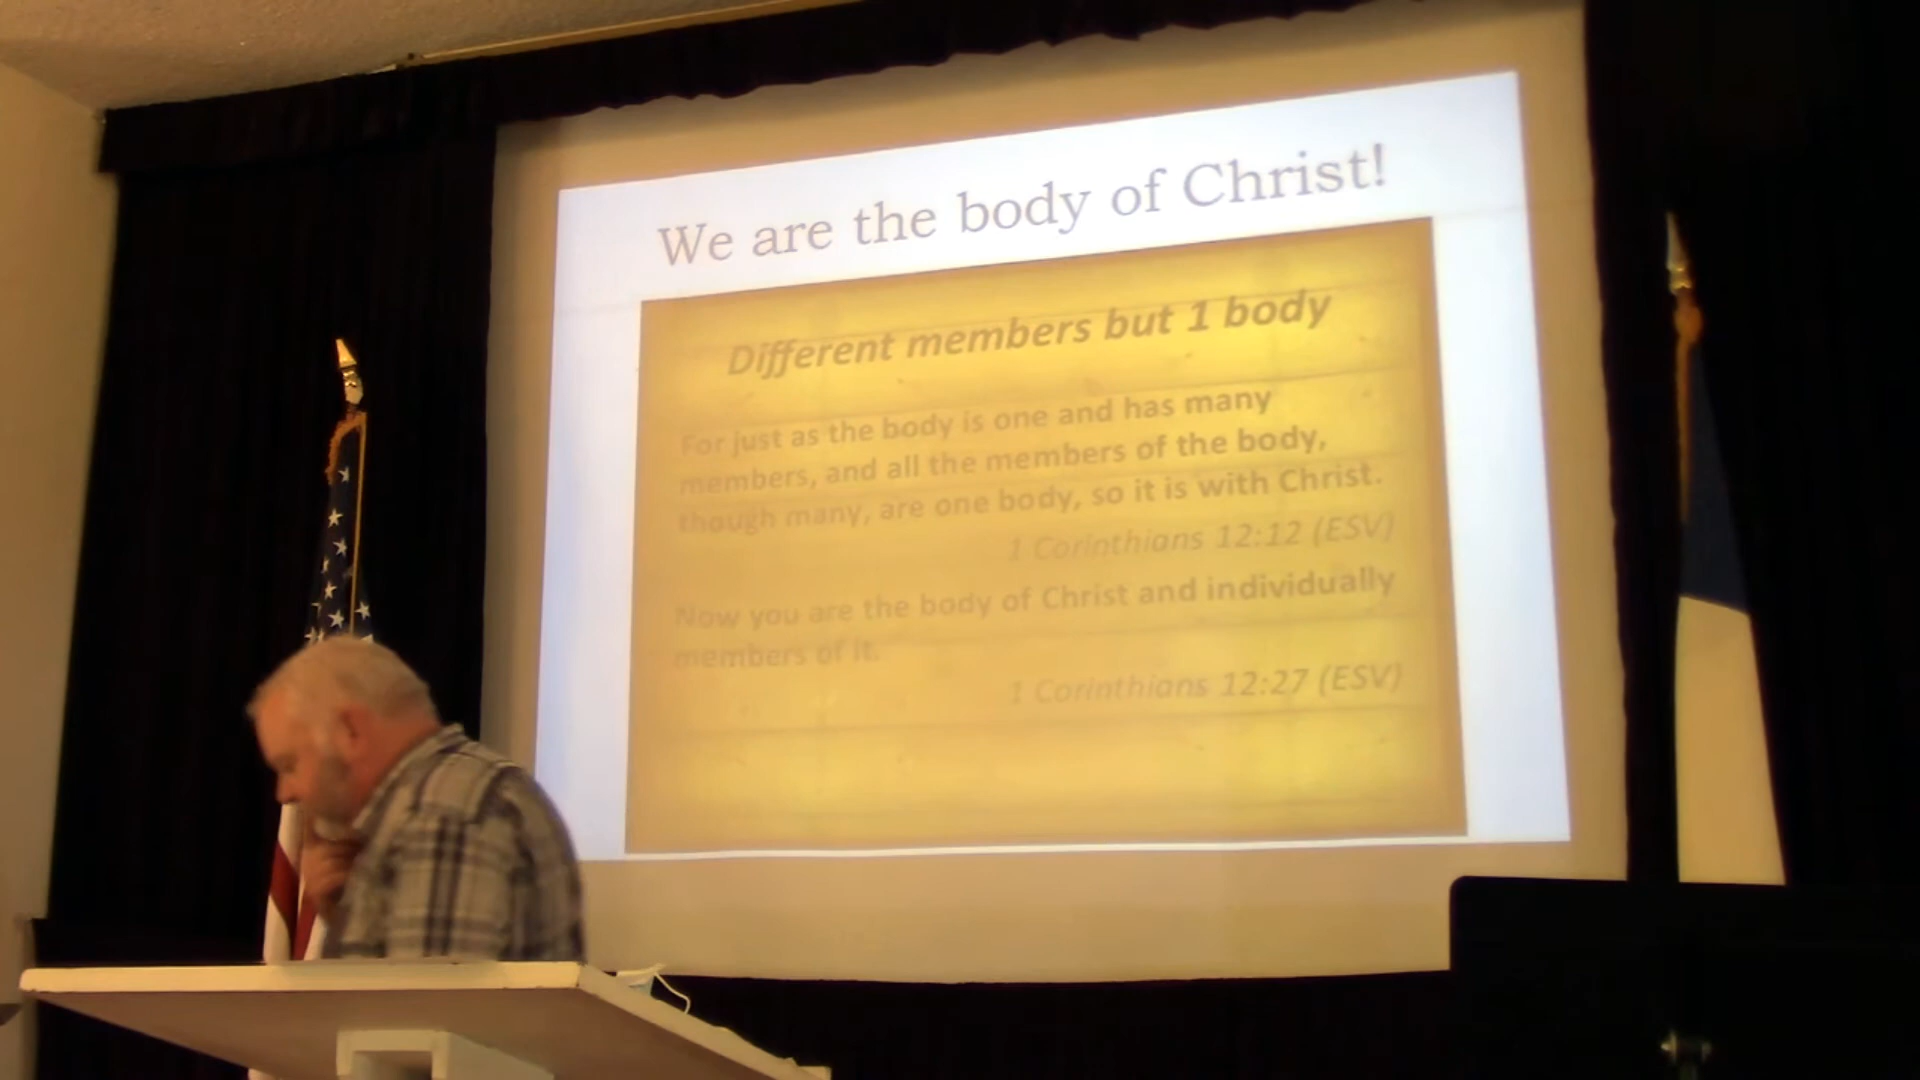 We are the body of Christ!
Different members but 1 body
For just as the body is one and has many
members, and all the members of the body,
though many, are one body, so it is with Christ.
1 Corinthians 12:12 (ESV)
Now you are the body of Christ and individually
members of it.
1 Corinthians 12:27 (ESV)